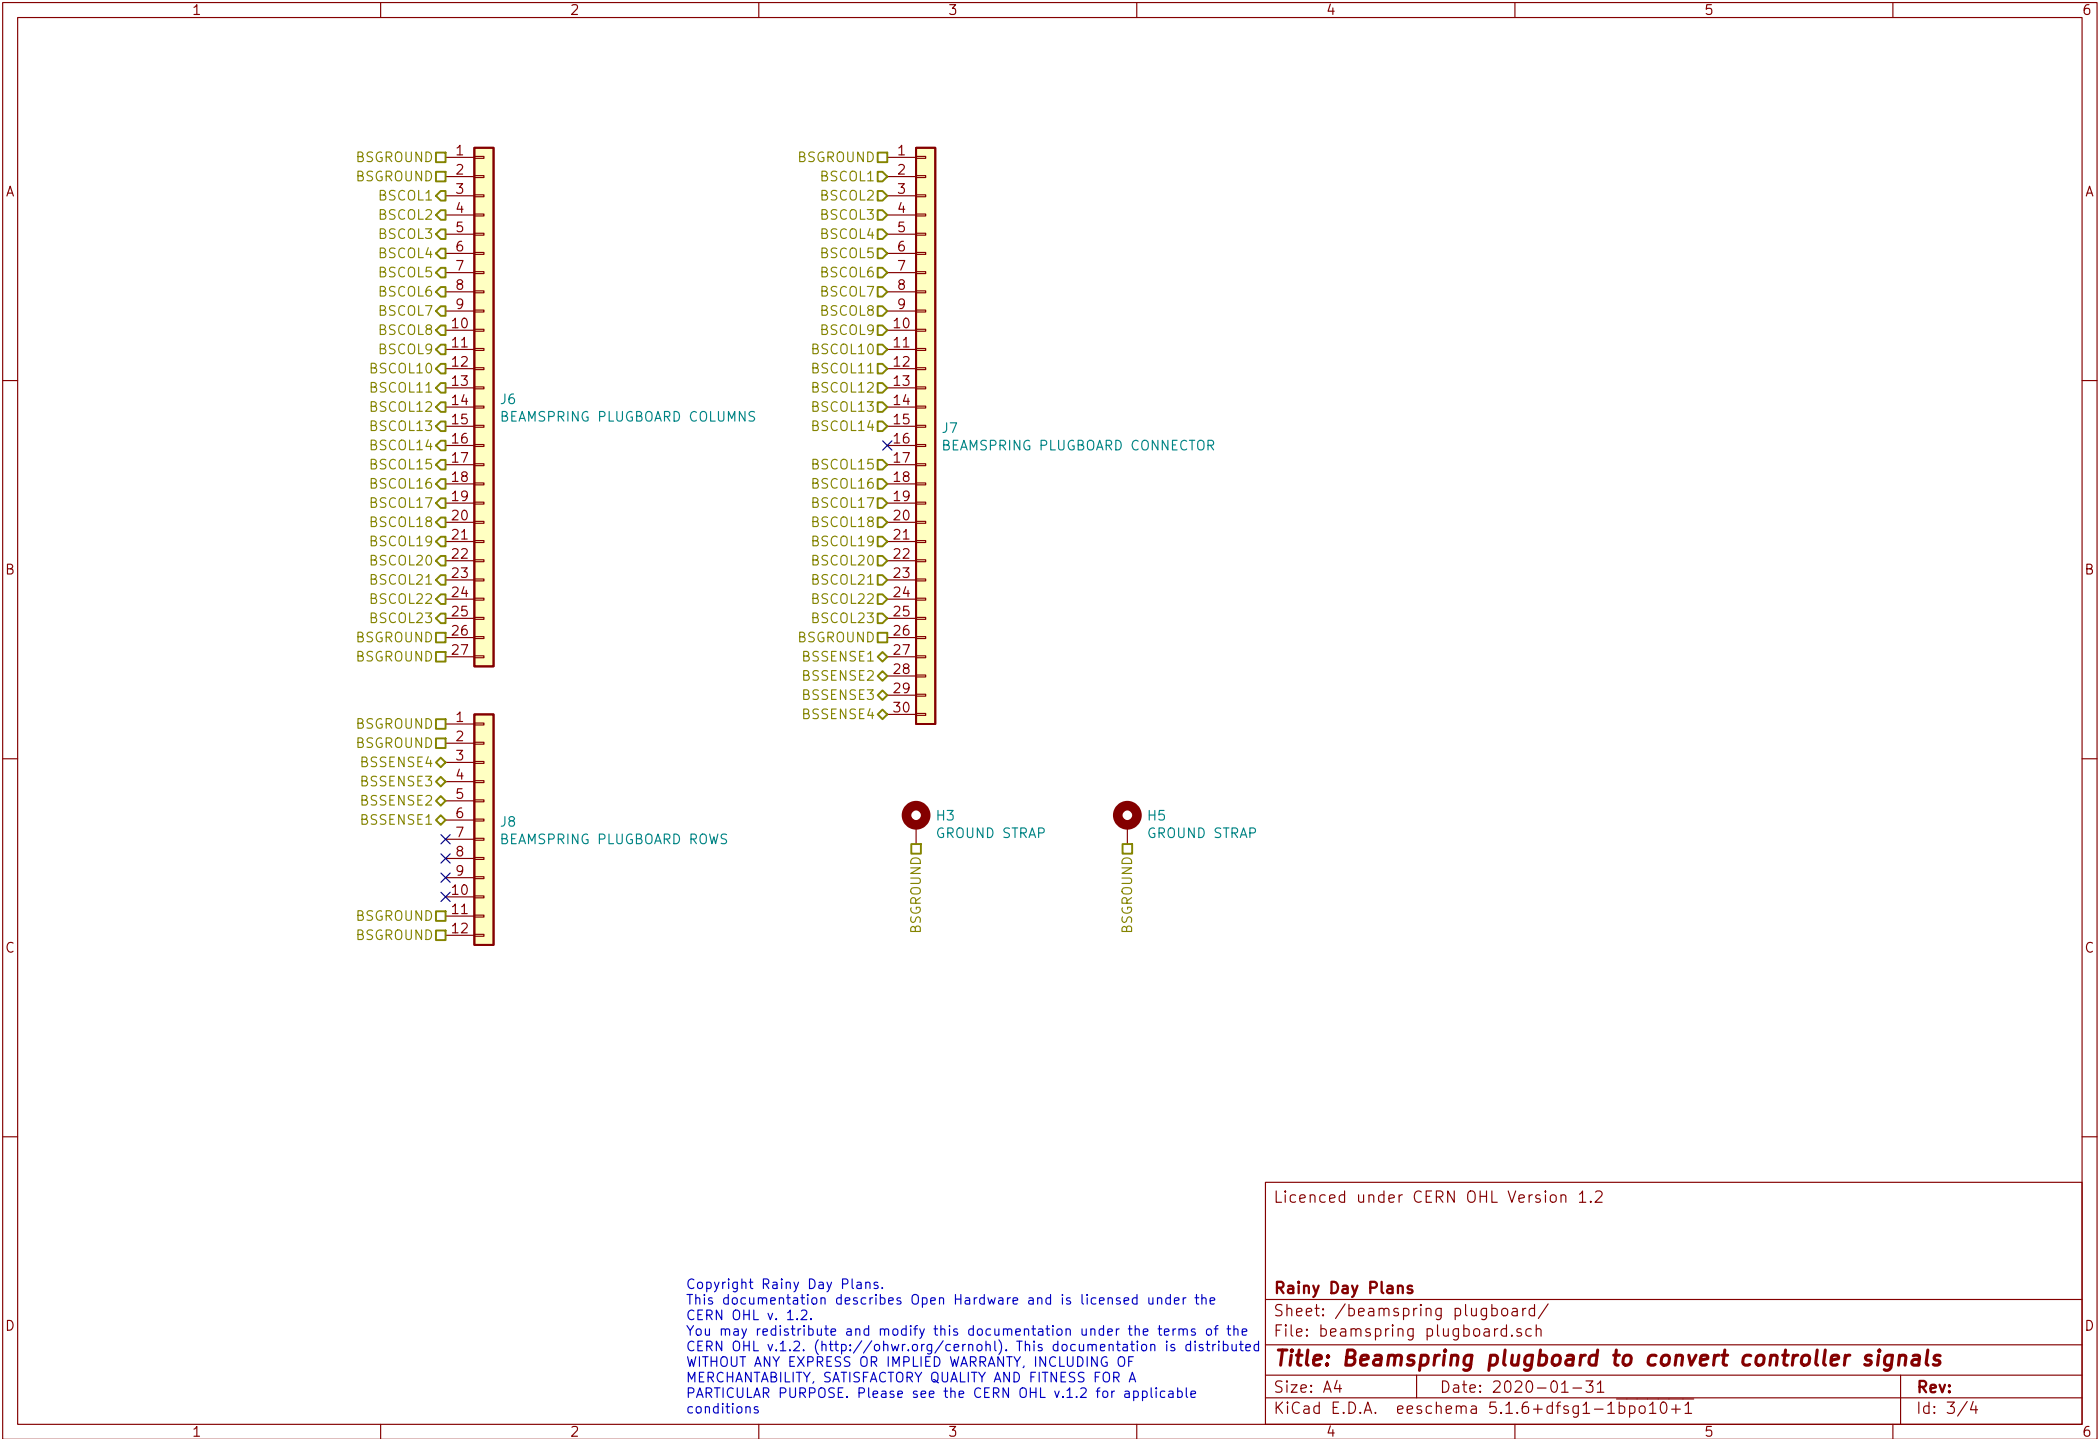 1 2 3 4 5 6
A A
B B
C C
D D
BSGROUND 1
BSGROUND 2
BSCOL1 3
BSCOL2 4
BSCOL3 5
BSCOL4 6
BSCOL5 7
BSCOL6 8
BSCOL7 9
BSCOL8 10
BSCOL9 11
BSCOL10 12
BSCOL11 13
BSCOL12 14
BSCOL13 15
BSCOL14 16
BSCOL15 17
BSCOL16 18
BSCOL17 19
BSCOL18 20
BSCOL19 21
BSCOL20 22
BSCOL21 23
BSCOL22 24
BSCOL23 25
BSGROUND 26
BSGROUND 27
J6
BEAMSPRING PLUGBOARD COLUMNS
BSGROUND 1
BSCOL1 2
BSCOL2 3
BSCOL3 4
BSCOL4 5
BSCOL5 6
BSCOL6 7
BSCOL7 8
BSCOL8 9
BSCOL9 10
BSCOL10 11
BSCOL11 12
BSCOL12 13
BSCOL13 14
BSCOL14 15
16
BSCOL15 17
BSCOL16 18
BSCOL17 19
BSCOL18 20
BSCOL19 21
BSCOL20 22
BSCOL21 23
BSCOL22 24
BSCOL23 25
BSGROUND 26
BSSENSE1 27
BSSENSE2 28
BSSENSE3 29
BSSENSE4 30
J7
BEAMSPRING PLUGBOARD CONNECTOR
BSGROUND 1
BSGROUND 2
BSSENSE4 3
BSSENSE3 4
BSSENSE2 5
BSSENSE1 6
7
8
9
10
BSGROUND 11
BSGROUND 12
J8
BEAMSPRING PLUGBOARD ROWS
H3
GROUND STRAP
BSGROUND
H5
GROUND STRAP
BSGROUND
Copyright Rainy Day Plans.
This documentation describes Open Hardware and is licensed under the
CERN OHL v. 1.2.
You may redistribute and modify this documentation under the terms of the
CERN OHL v.1.2. (http://ohwr.org/cernohl). This documentation is distributed
WITHOUT ANY EXPRESS OR IMPLIED WARRANTY, INCLUDING OF
MERCHANTABILITY, SATISFACTORY QUALITY AND FITNESS FOR A
PARTICULAR PURPOSE. Please see the CERN OHL v.1.2 for applicable
conditions
Licenced under CERN OHL Version 1.2
Rainy Day Plans
Sheet: /beamspring plugboard/
File: beamspring plugboard.sch
Title: Beamspring plugboard to convert controller signals
Size: A4 Date: 2020-01-31 Rev:
KiCad E.D.A. eeschema 5.1.6+dfsg1-1~bpo10+1 Id: 3/4
1 2 3 4 5 6